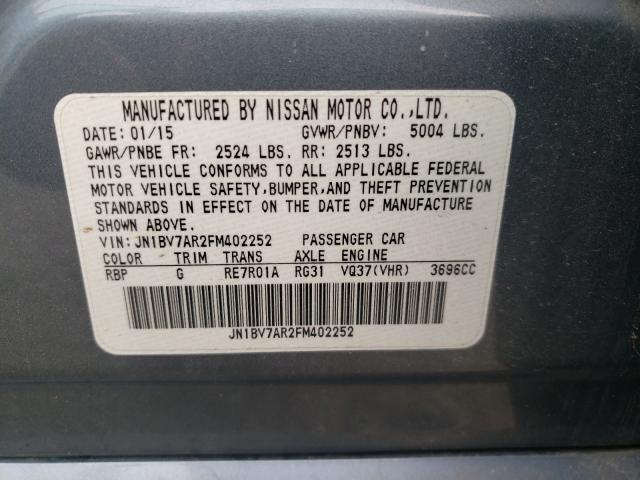 MANUFACTURED BY NISSAN MOTOR CO.,LTD.
DATE: 01/15 GVWR/PNBV: 5004 LBS.
GAWR/PNBE FR: 2524 LBS. RR: 2513 LBS.
THIS VEHICLE CONFORMS TO ALL APPLICABLE FEDERAL
MOTOR VEHICLE SAFETY,BUMPER,AND THEFT PREVENTION
STANDARDS IN EFFECT ON THE DATE OF MANUFACTURE
SHOWN ABOVE.
VIN: JN1BV7AR2FM402252 PASSENGER CAR
COLOR TRIM TRANS AXLE ENGINE
RBP G RE7R01A RG31 VQ37(VHR) 3696CC
JN1BV7AR2FM402252